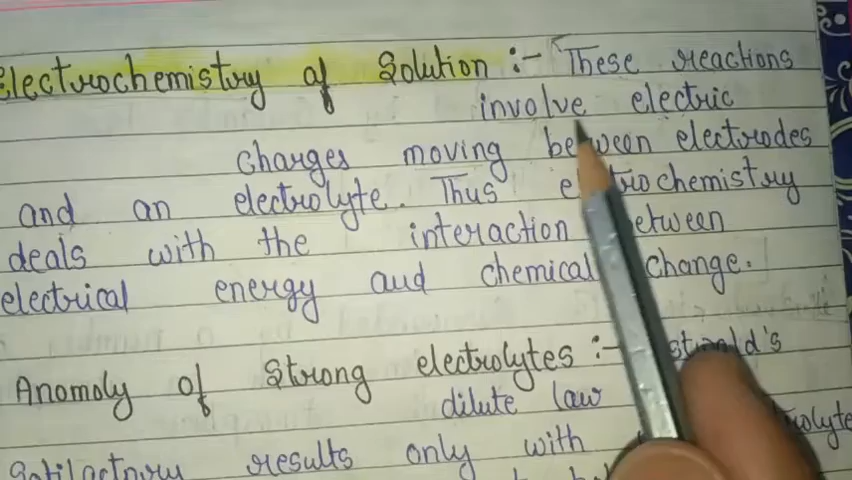 Electrochemistry of Solution :- These reactions
involve electric
charges moving between electrodes
and an electrolyte. Thus electrochemistry
deals with the interaction between
electrical energy and chemical change.
Anomoly of Strong electrolytes :-
dilute law
results only with